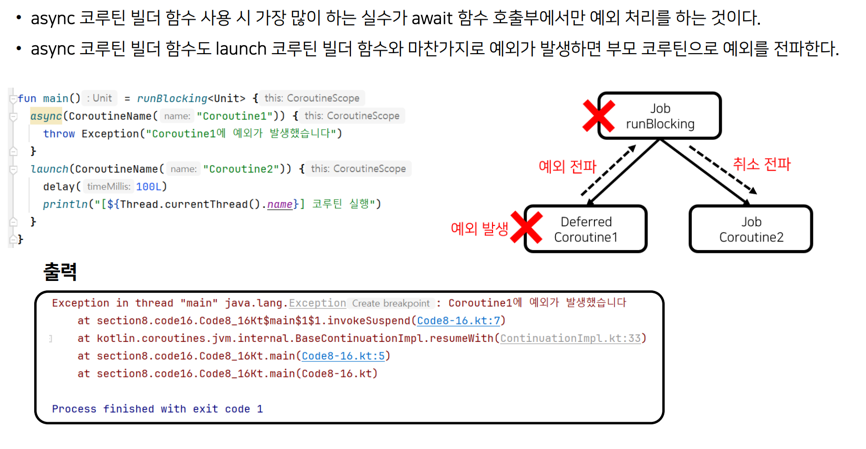 • async 코루틴 빌더 함수 사용 시 가장 많이 하는 실수가 await 함수 호출부에서만 예외 처리를 하는 것이다.
• async 코루틴 빌더 함수도 launch 코루틴 빌더 함수와 마찬가지로 예외가 발생하면 부모 코루틴으로 예외를 전파한다.
fun main() : Unit = runBlocking<Unit> { this: CoroutineScope
async(CoroutineName( name: "Coroutine1")) { this: CoroutineScope
throw Exception("Coroutine1에 예외가 발생했습니다")
}
launch(CoroutineName( name: "Coroutine2")) { this: CoroutineScope
delay( timeMillis: 100L)
println("[${Thread.currentThread().name}] 코루틴 실행")
}
}
Job
runBlocking
예외 전파
취소 전파
예외 발생
Deferred
Coroutine1
Job
Coroutine2
출력
Exception in thread "main" java.lang.Exception Create breakpoint : Coroutine1에 예외가 발생했습니다
at section8.code16.Code8_16Kt$main$1$1.invokeSuspend(Code8-16.kt:7)
at kotlin.coroutines.jvm.internal.BaseContinuationImpl.resumeWith(ContinuationImpl.kt:33)
at section8.code16.Code8_16Kt.main(Code8-16.kt:5)
at section8.code16.Code8_16Kt.main(Code8-16.kt)
Process finished with exit code 1